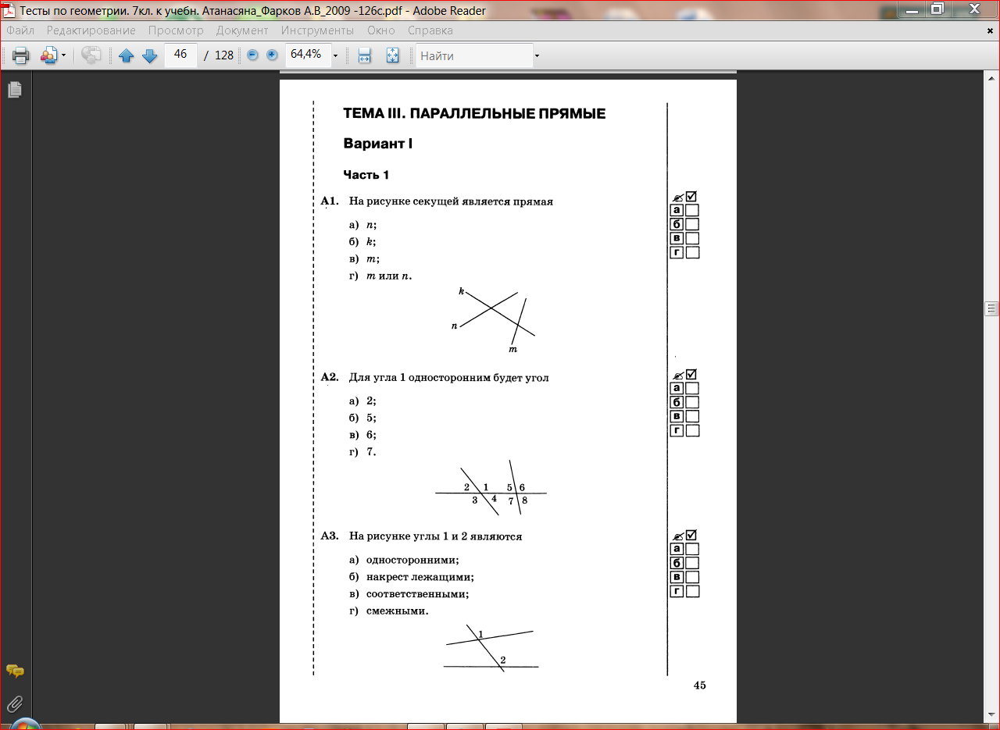 Тесты по геометрии. 7кл. к учебн. Атанасяна_Фарков А.В_2009 -126с.pdf - Adobe Reader
Файл Редактирование Просмотр Документ Инструменты Окно Справка
46 / 128 64,4% Найти
ТЕМА III. ПАРАЛЛЕЛЬНЫЕ ПРЯМЫЕ
Вариант I
Часть 1
А1. На рисунке секущей является прямая
а) n;
б) k;
в) m;
г) m или n.
а
б
в
г
k
n
m
А2. Для угла 1 односторонним будет угол
а) 2;
б) 5;
в) 6;
г) 7.
а
б
в
г
2 1 5 6
3 4 7 8
А3. На рисунке углы 1 и 2 являются
а) односторонними;
б) накрест лежащими;
в) соответственными;
г) смежными.
а
б
в
г
1
2
45